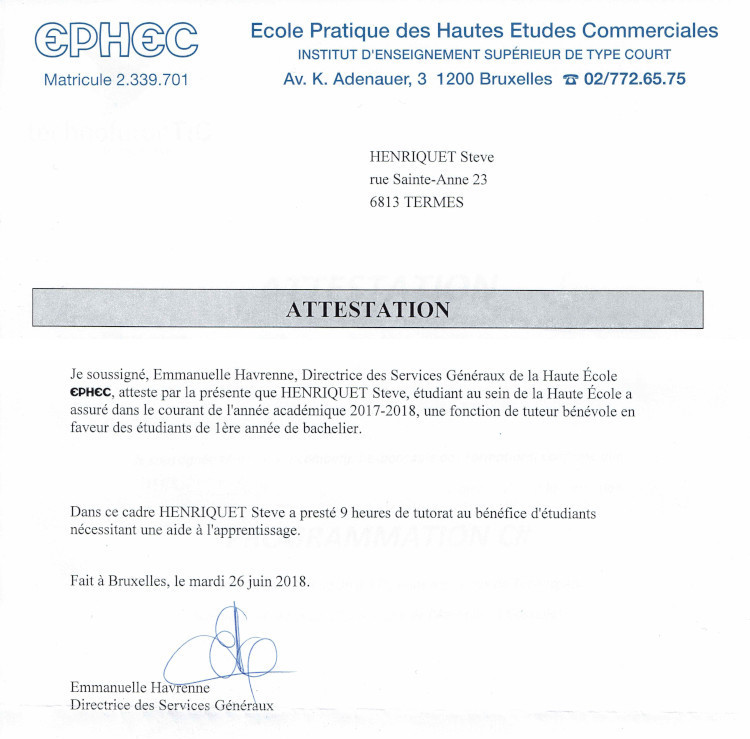 EPHEC
Matricule 2.339.701
Ecole Pratique des Hautes Etudes Commerciales
INSTITUT D'ENSEIGNEMENT SUPÉRIEUR DE TYPE COURT
Av. K. Adenauer, 3 1200 Bruxelles ☎ 02/772.65.75
HENRIQUET Steve
rue Sainte-Anne 23
6813 TERMES
ATTESTATION
Je soussigné, Emmanuelle Havrenne, Directrice des Services Généraux de la Haute École
EPHEC, atteste par la présente que HENRIQUET Steve, étudiant au sein de la Haute École a
assuré dans le courant de l'année académique 2017-2018, une fonction de tuteur bénévole en
faveur des étudiants de 1ère année de bachelier.
Dans ce cadre HENRIQUET Steve a presté 9 heures de tutorat au bénéfice d'étudiants
nécessitant une aide à l'apprentissage.
Fait à Bruxelles, le mardi 26 juin 2018.
Emmanuelle Havrenne
Directrice des Services Généraux